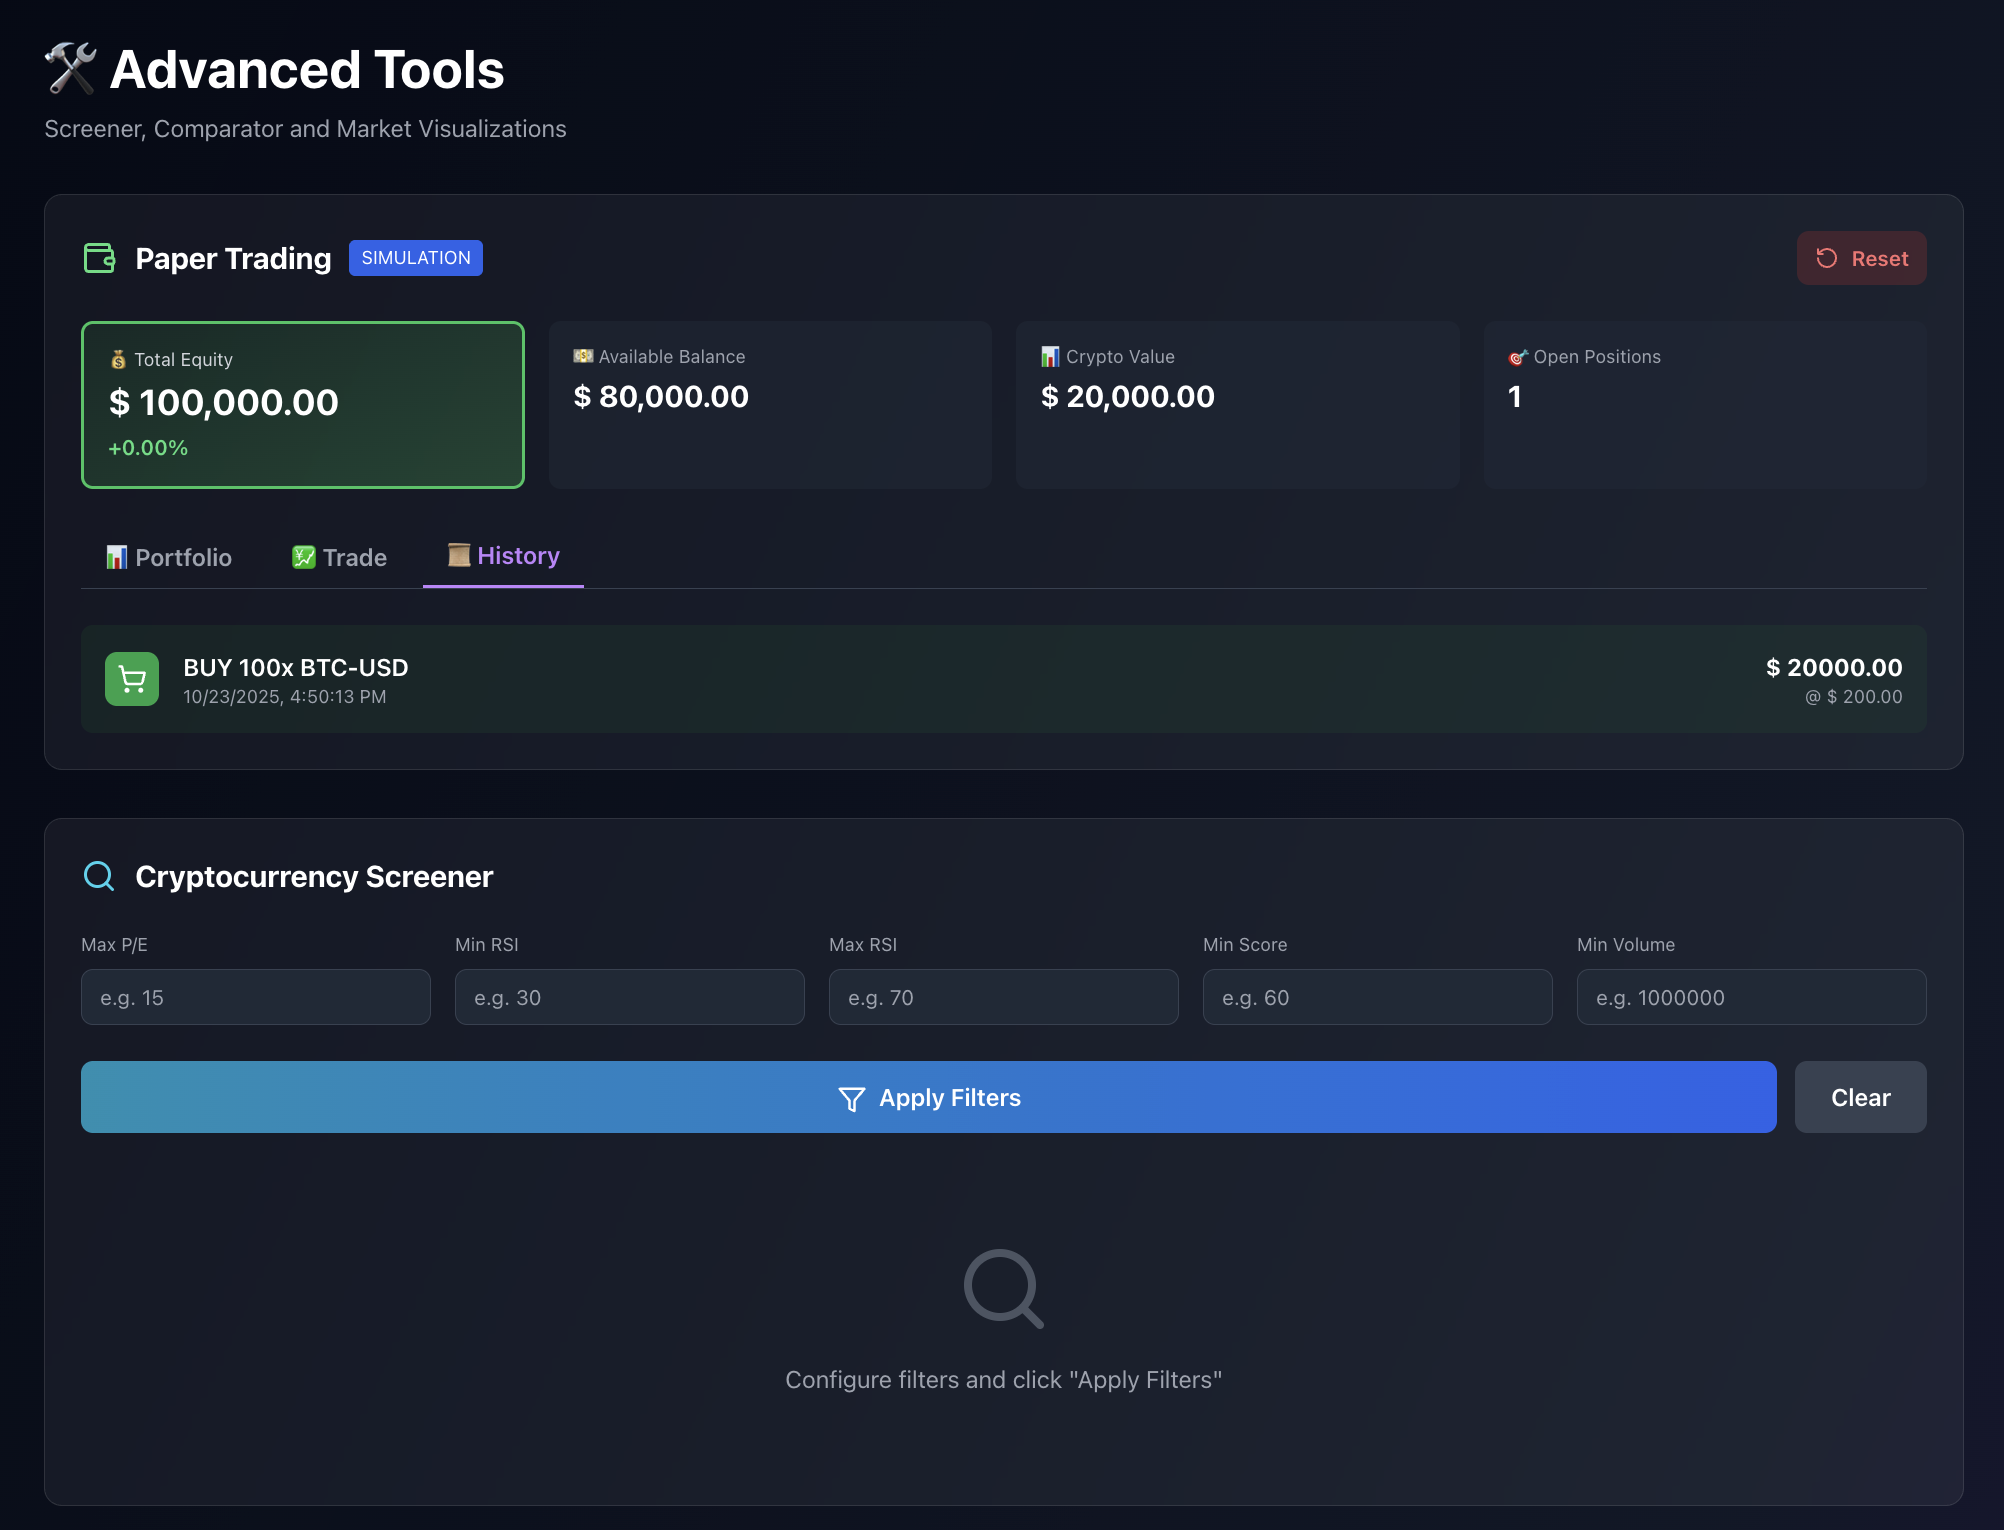 Advanced Tools
Screener, Comparator and Market Visualizations
Paper Trading
SIMULATION
Reset
Total Equity
$ 100,000.00
+0.00%
Available Balance
$ 80,000.00
Crypto Value
$ 20,000.00
Open Positions
1
Portfolio
Trade
History
BUY 100x BTC-USD
10/23/2025, 4:50:13 PM
$ 20000.00
@ $ 200.00
Cryptocurrency Screener
Max P/E
e.g. 15
Min RSI
e.g. 30
Max RSI
e.g. 70
Min Score
e.g. 60
Min Volume
e.g. 1000000
Apply Filters
Clear
Configure filters and click "Apply Filters"